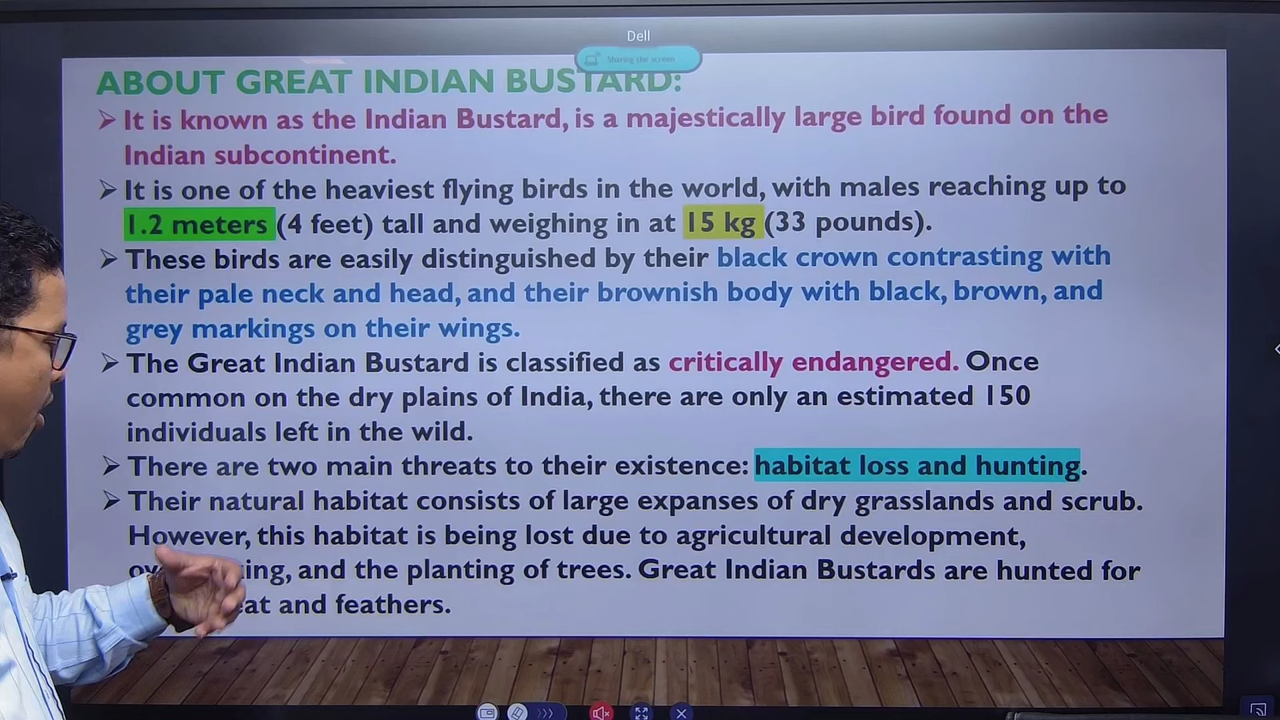 Dell
Sharing the screen
ABOUT GREAT INDIAN BUSTARD:
➢ It is known as the Indian Bustard, is a majestically large bird found on the
Indian subcontinent.
➢ It is one of the heaviest flying birds in the world, with males reaching up to
1.2 meters (4 feet) tall and weighing in at 15 kg (33 pounds).
➢ These birds are easily distinguished by their black crown contrasting with
their pale neck and head, and their brownish body with black, brown, and
grey markings on their wings.
➢ The Great Indian Bustard is classified as critically endangered. Once
common on the dry plains of India, there are only an estimated 150
individuals left in the wild.
➢ There are two main threats to their existence: habitat loss and hunting.
➢ Their natural habitat consists of large expanses of dry grasslands and scrub.
However, this habitat is being lost due to agricultural development,
and the planting of trees. Great Indian Bustards are hunted for
and feathers.